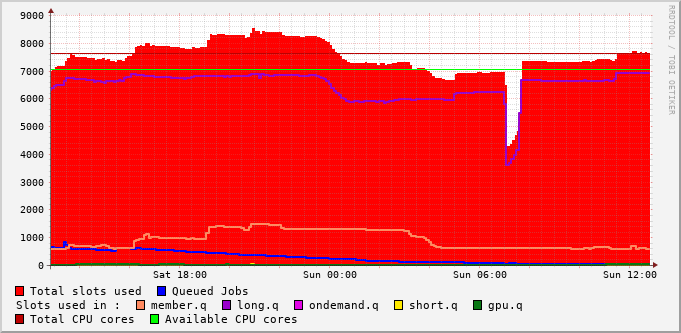 9000
8000
7000
6000
5000
4000
3000
2000
1000
0
Sat 18:00 Sun 00:00 Sun 06:00 Sun 12:00
RRDTOOL / TOBI OETIKER
Total slots used Queued Jobs
Slots used in : member.q long.q ondemand.q short.q gpu.q
Total CPU cores Available CPU cores